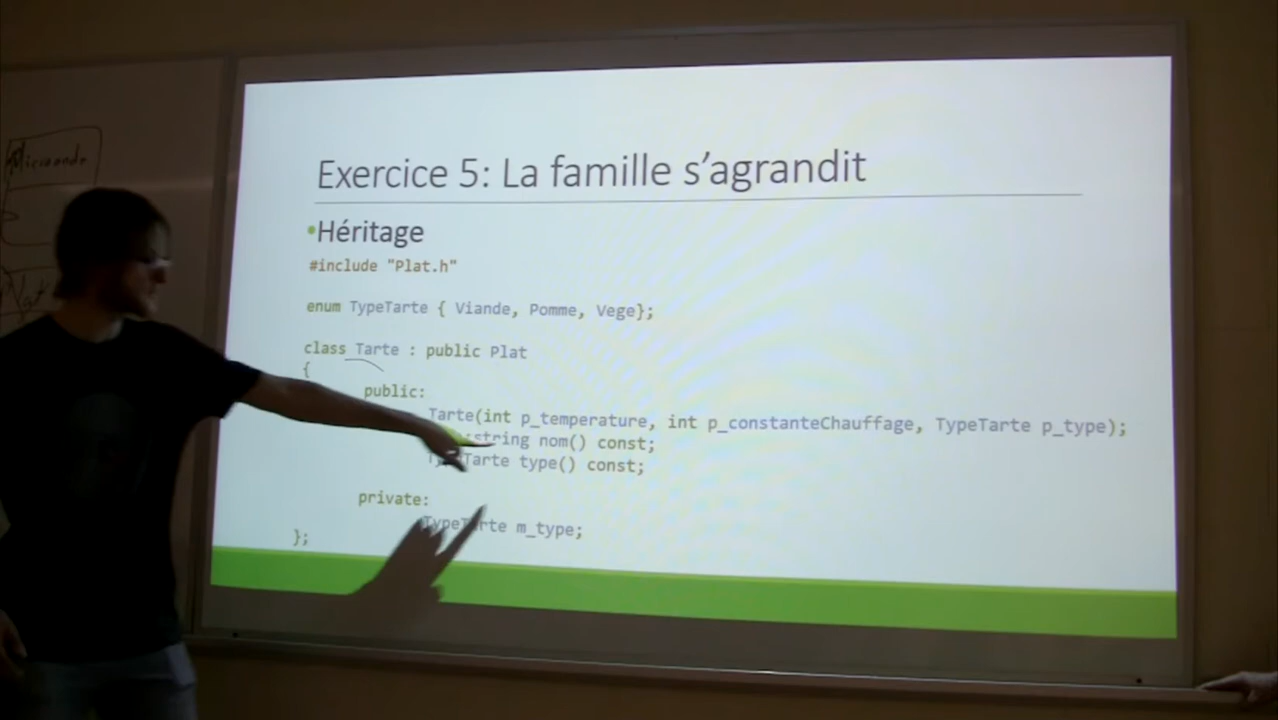 Exercice 5: La famille s’agrandit
•Héritage
#include "Plat.h"
enum TypeTarte { Viande, Pomme, Vege};
class Tarte : public Plat
{
public:
Tarte(int p_temperature, int p_constanteChauffage, TypeTarte p_type);
:string nom() const;
type() const;
private:
TypeTarte m_type;
};